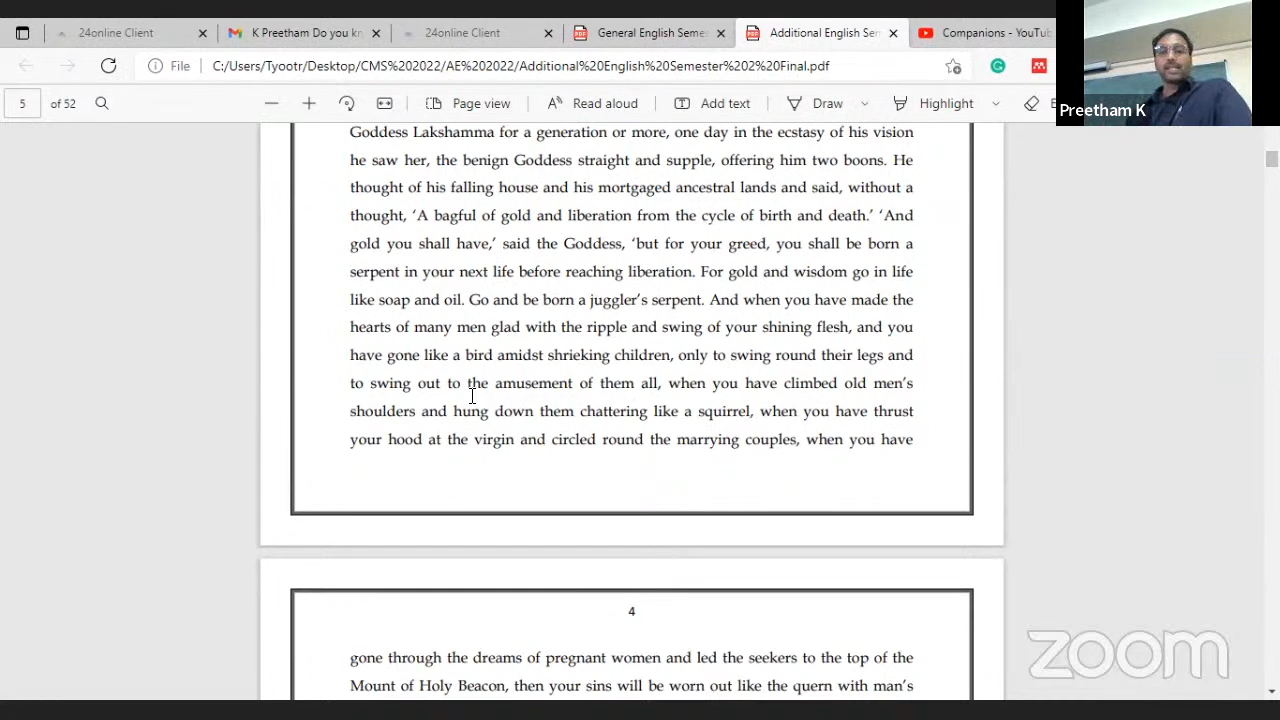 24online Client
K Preetham Do you kn
24online Client
General English Seme
Additional English Sem
Companions - YouTu
File
C:/Users/Tyootr/Desktop/CMS%202022/AE%202022/Additional%20English%20Semester%202%20Final.pdf
5 of 52
Page view
Read aloud
Add text
Draw
Highlight
Preetham K
Goddess Lakshamma for a generation or more, one day in the ecstasy of his vision
he saw her, the benign Goddess straight and supple, offering him two boons. He
thought of his falling house and his mortgaged ancestral lands and said, without a
thought, ‘A bagful of gold and liberation from the cycle of birth and death.’ ‘And
gold you shall have,’ said the Goddess, ‘but for your greed, you shall be born a
serpent in your next life before reaching liberation. For gold and wisdom go in life
like soap and oil. Go and be born a juggler’s serpent. And when you have made the
hearts of many men glad with the ripple and swing of your shining flesh, and you
have gone like a bird amidst shrieking children, only to swing round their legs and
to swing out to the amusement of them all, when you have climbed old men’s
shoulders and hung down them chattering like a squirrel, when you have thrust
your hood at the virgin and circled round the marrying couples, when you have
4
gone through the dreams of pregnant women and led the seekers to the top of the
Mount of Holy Beacon, then your sins will be worn out like the quern with man’s
zoom